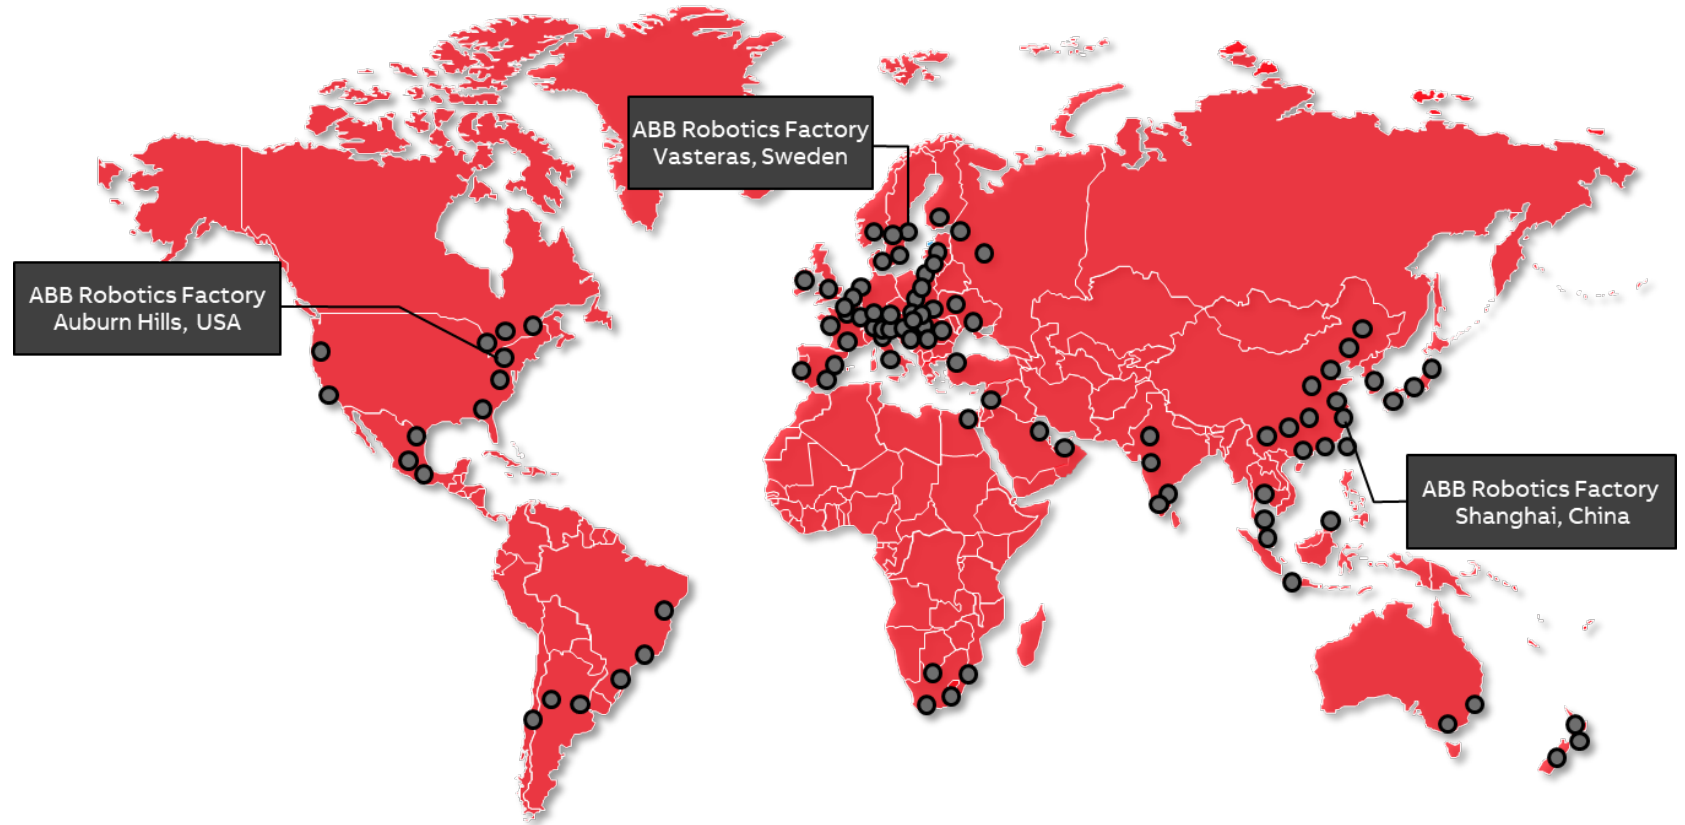 ABB Robotics Factory
Vasteras, Sweden
ABB Robotics Factory
Auburn Hills, USA
ABB Robotics Factory
Shanghai, China